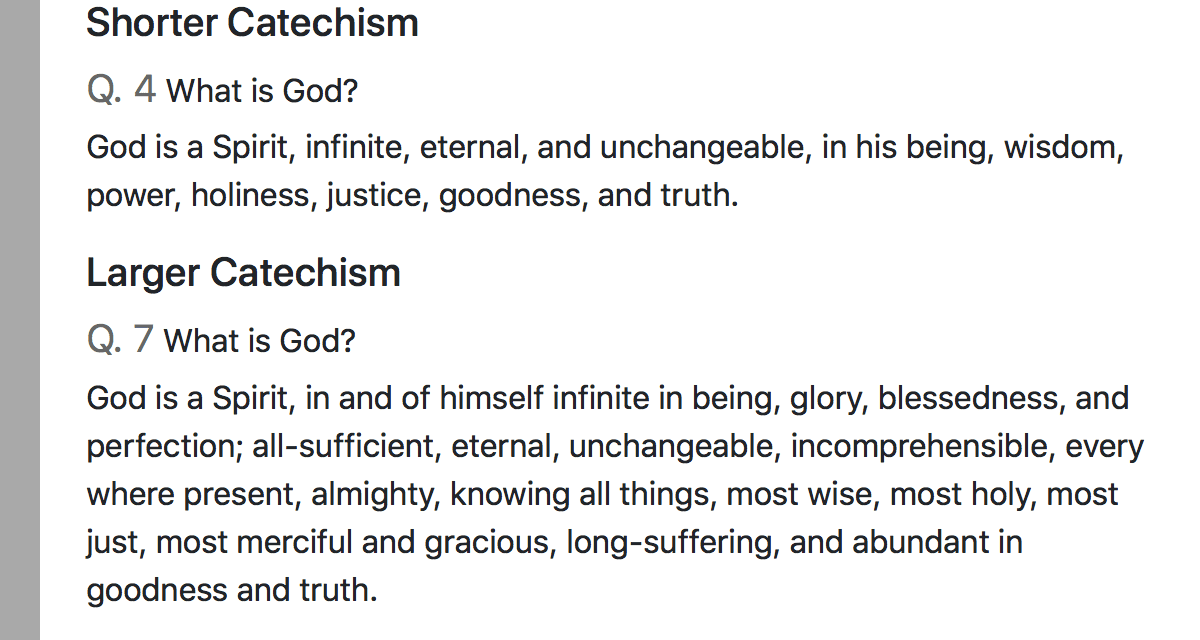 Shorter Catechism
Q. 4 What is God?
God is a Spirit, infinite, eternal, and unchangeable, in his being, wisdom,
power, holiness, justice, goodness, and truth.
Larger Catechism
Q. 7 What is God?
God is a Spirit, in and of himself infinite in being, glory, blessedness, and
perfection; all-sufficient, eternal, unchangeable, incomprehensible, every
where present, almighty, knowing all things, most wise, most holy, most
just, most merciful and gracious, long-suffering, and abundant in
goodness and truth.